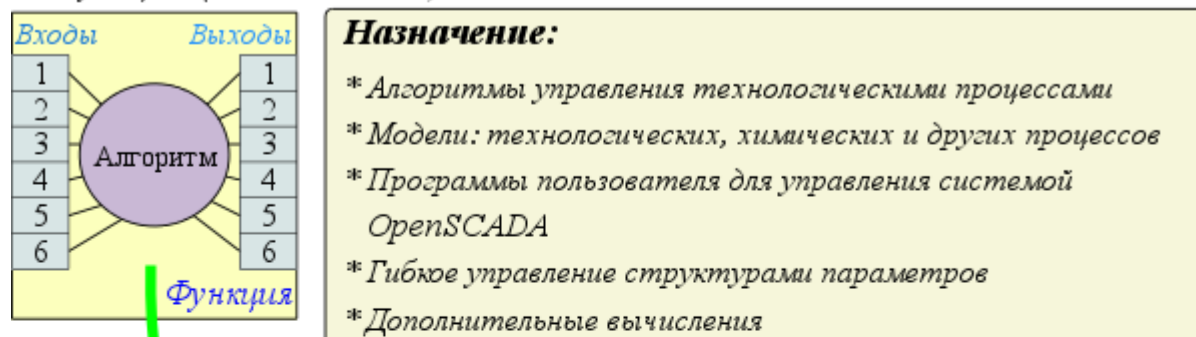 Входы Выходы
1 1
2 2
3 3
Алгоритм
4 4
5 5
6 6
Функция
Назначение:
* Алгоритмы управления технологическими процессами
* Модели: технологических, химических и других процессов
* Программы пользователя для управления системой
OpenSCADA
* Гибкое управление структурами параметров
* Дополнительные вычисления